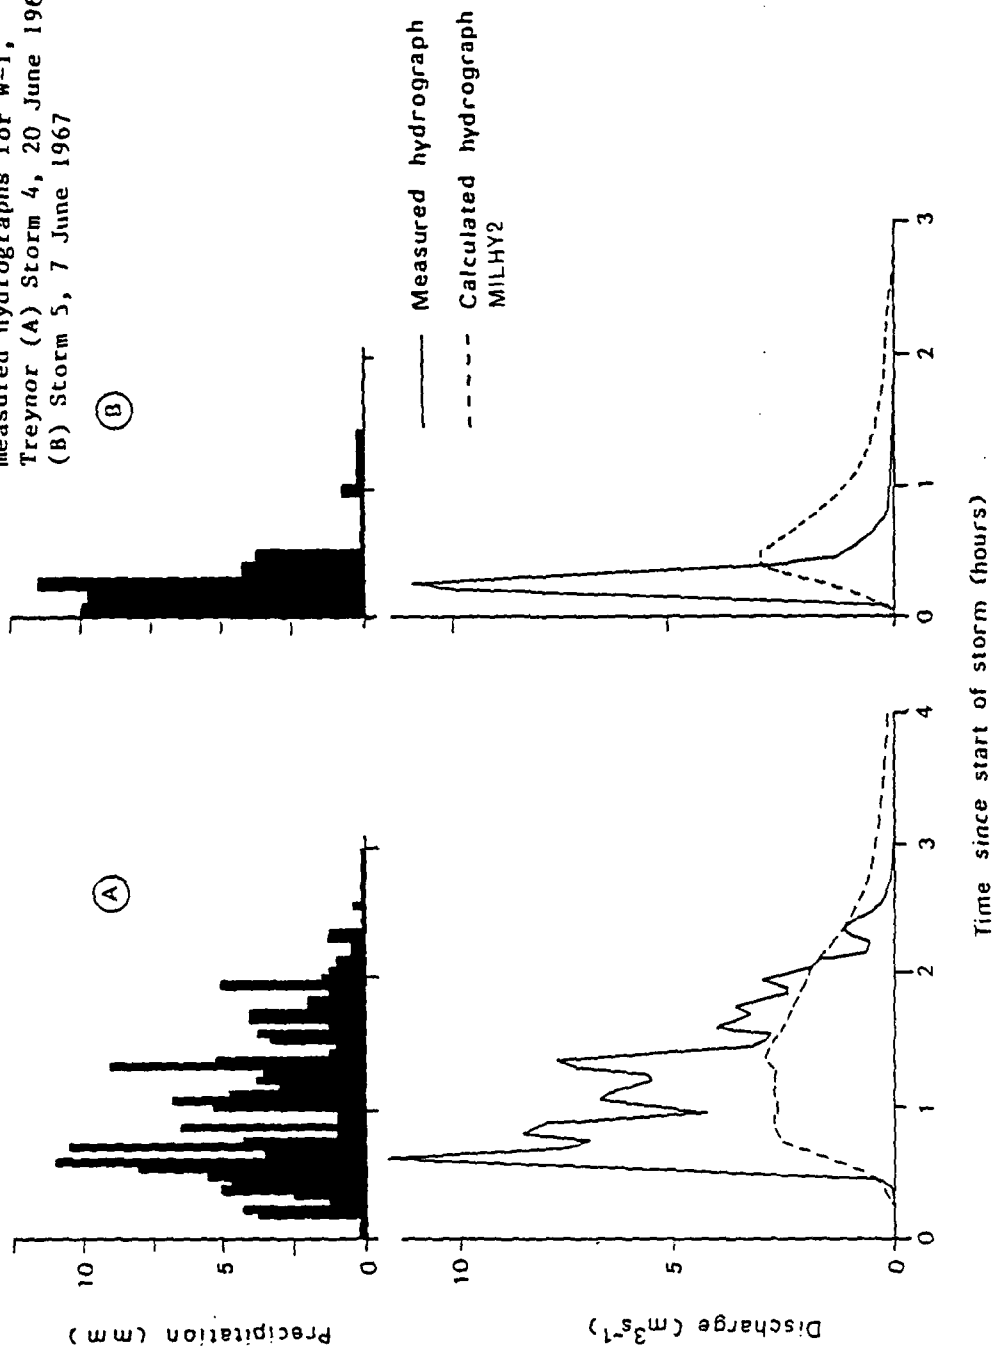 measured hydrographs for W-1,
Treynor (A) Storm 4, 20 June 196
(B) Storm 5, 7 June 1967
A
B
Precipitation (mm)
10
5
0
Measured hydrograph
Calculated hydrograph
MILHY2
Discharge (m³s⁻¹)
10
5
0
0 1 2 3 4
0 1 2 3
Time since start of storm (hours)